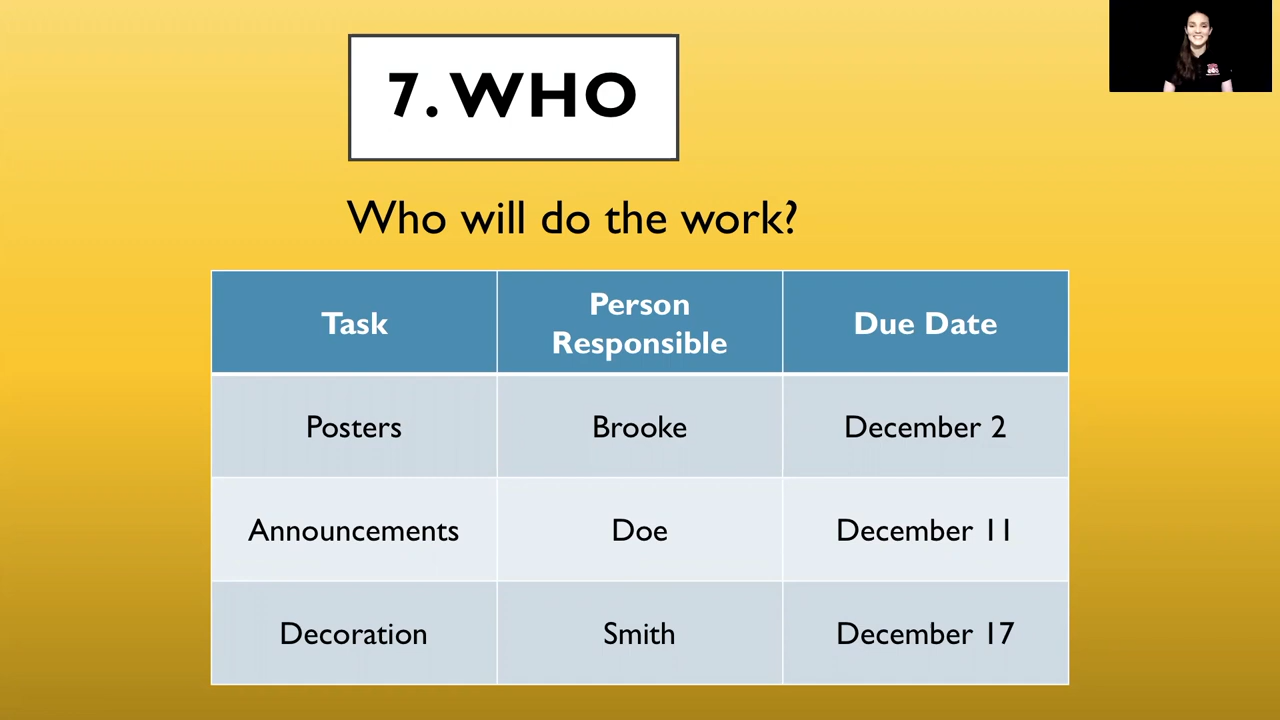 7. WHO
Who will do the work?
Task
Person
Responsible
Due Date
Posters
Brooke
December 2
Announcements
Doe
December 11
Decoration
Smith
December 17